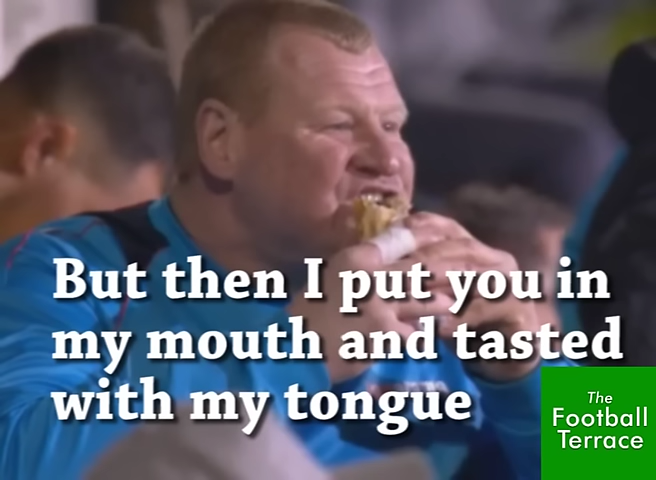 But then I put you in
my mouth and tasted
with my tongue
The
Football
Terrace